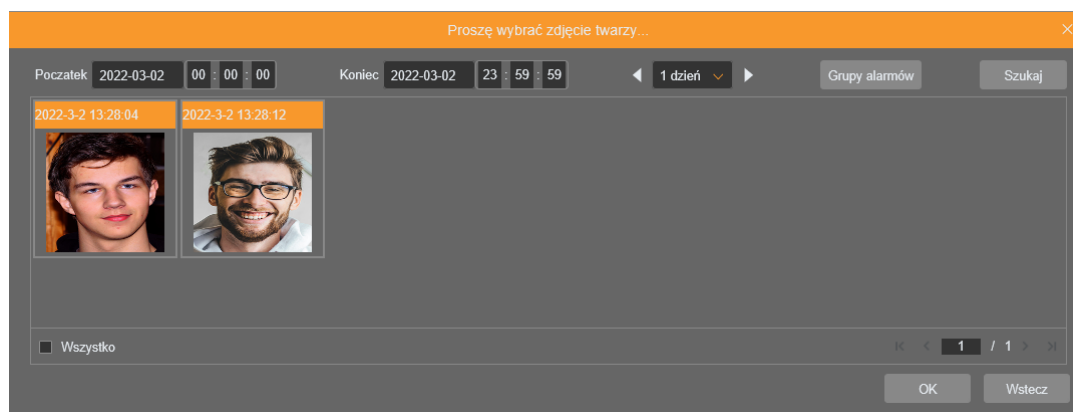 Proszę wybrać zdjęcie twarzy...
Poczatek 2022-03-02 00 : 00 : 00 Koniec 2022-03-02 23 : 59 : 59 1 dzień Grupy alarmów Szukaj
2022-3-2 13:28:04 2022-3-2 13:28:12
Wszystko 1 / 1
OK Wstecz